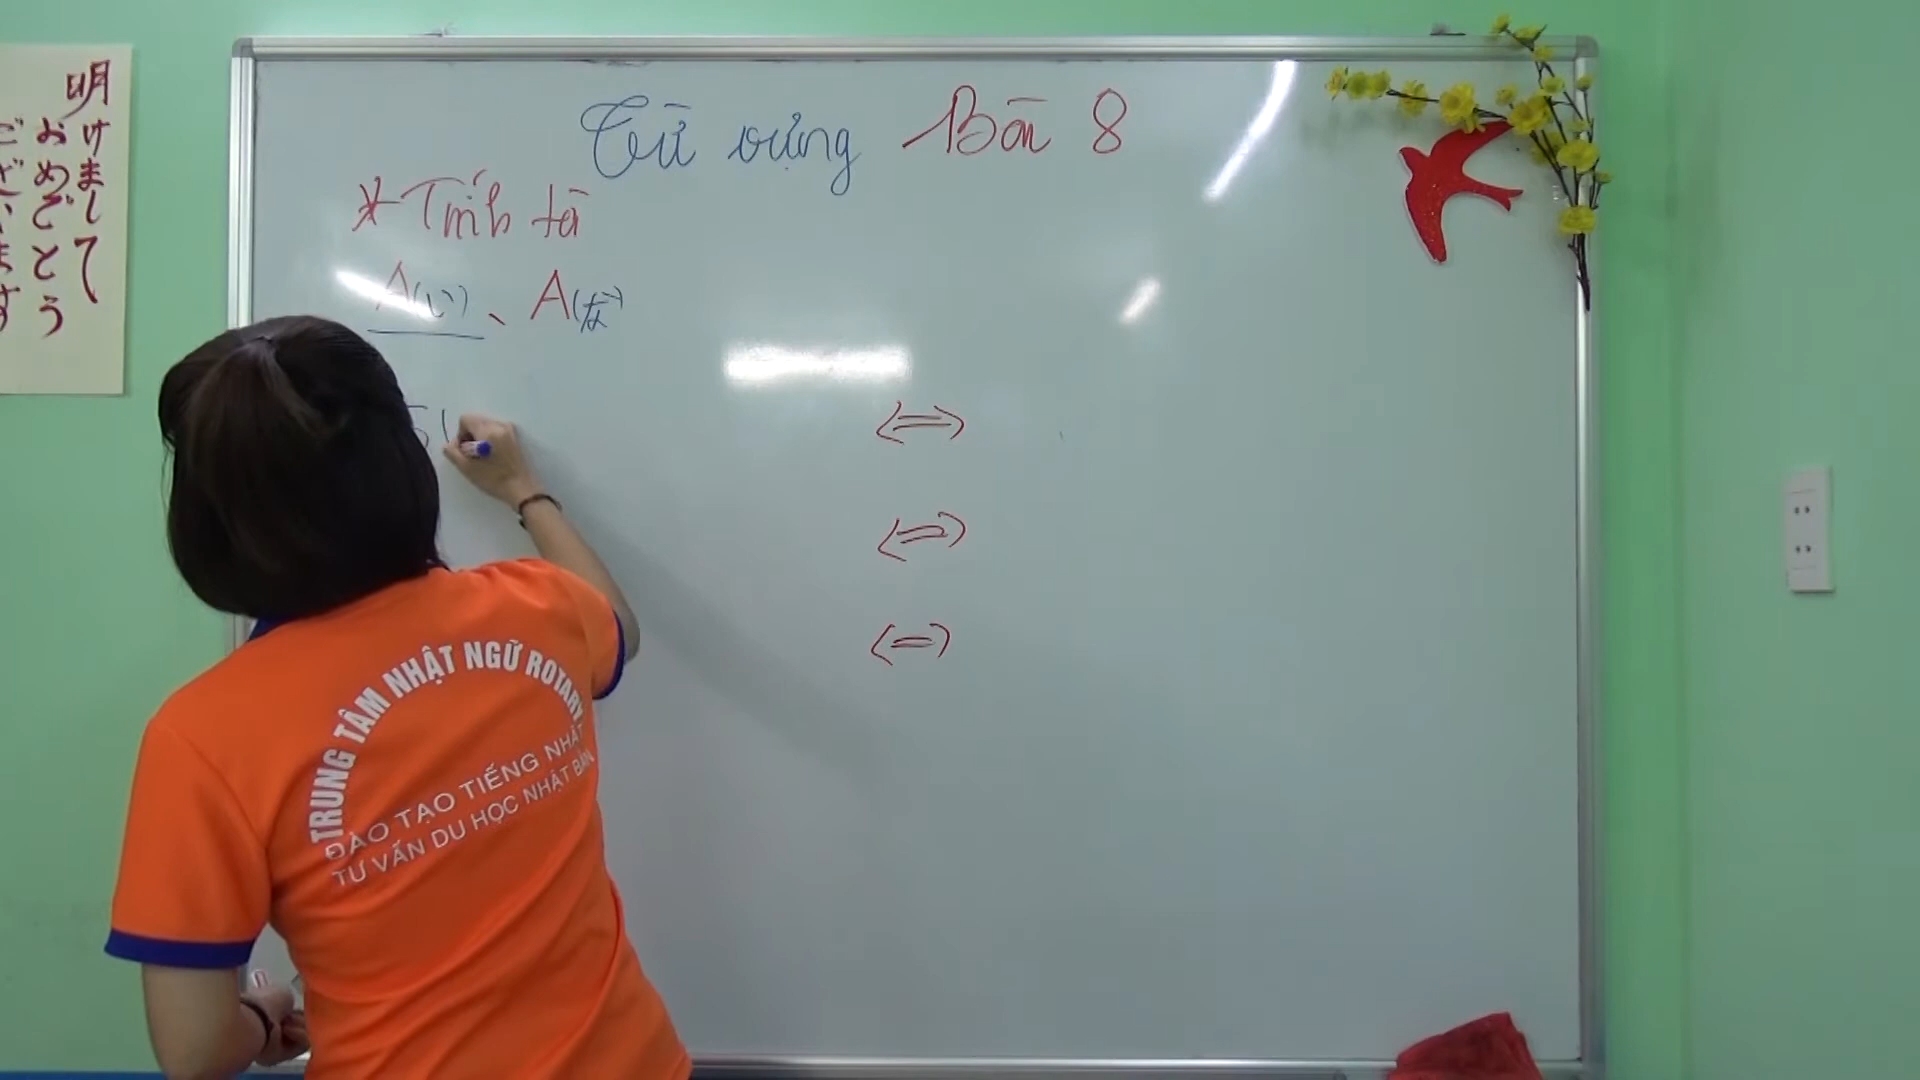 明けまして
おめでとう
ございます
Từ vựng Bài 8
* Tính từ
A(い)、A(な)
TRUNG TÂM NHẬT NGỮ ROTARY
ĐÀO TẠO TIẾNG NHẬT
TƯ VẤN DU HỌC NHẬT BẢN